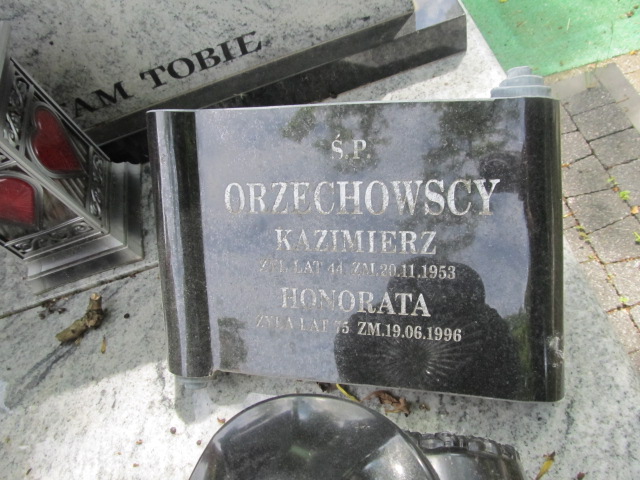 AM TOBIE
Ś.P.
ORZECHOWSCY
KAZIMIERZ
ŻYŁ LAT 44 ZM.20.11.1953
HONORATA
ŻYŁA LAT 75 ZM.19.06.1996